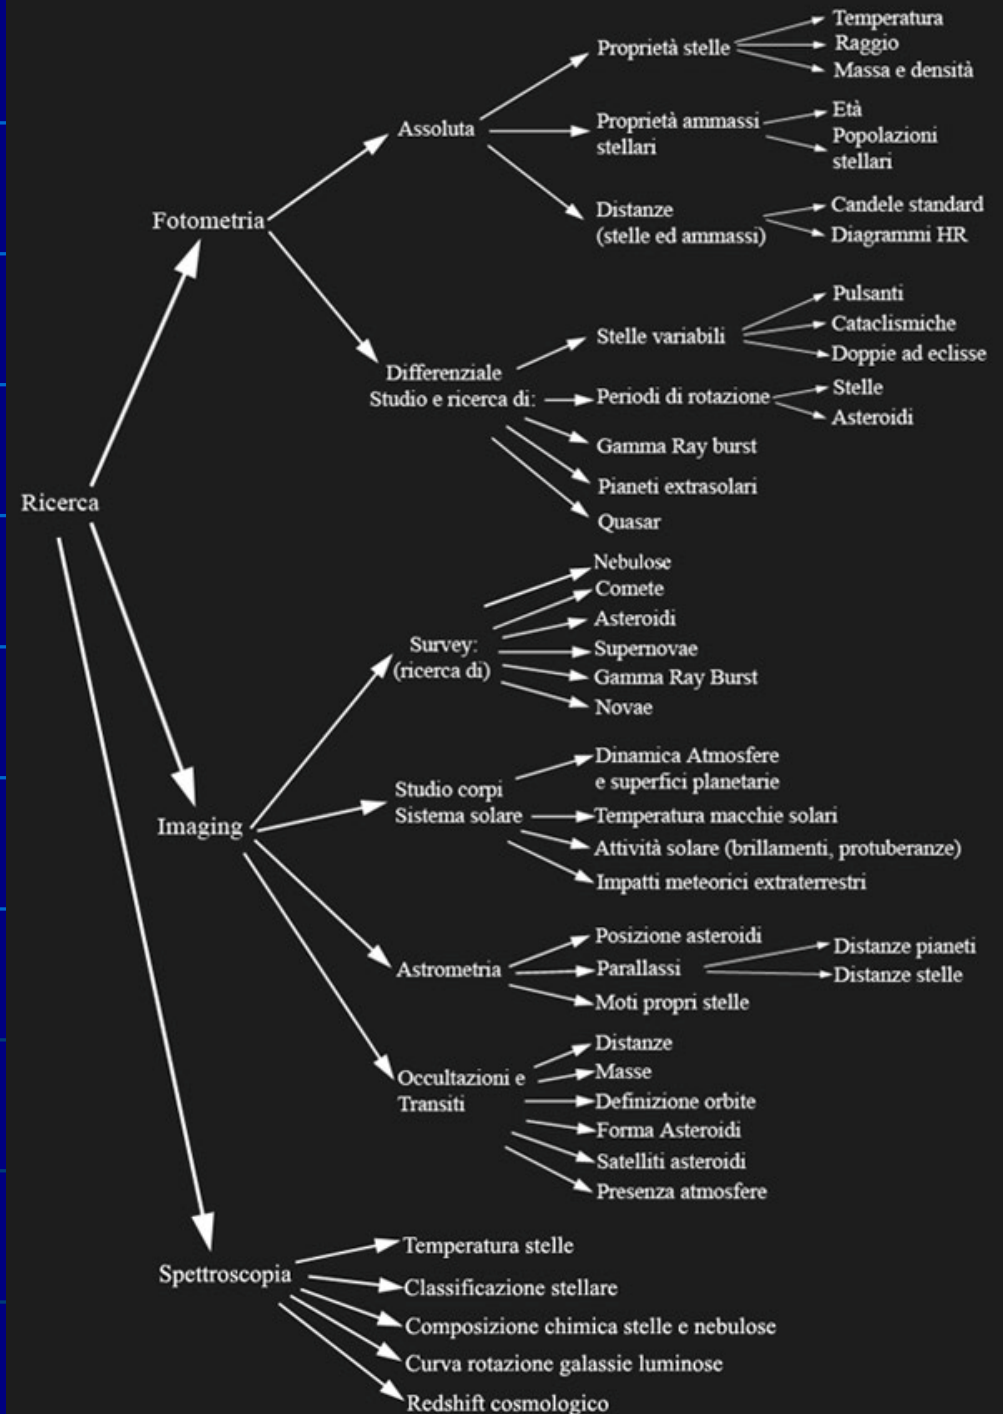 Ricerca
Fotometria
Assoluta
Proprietà stelle
Temperatura
Raggio
Massa e densità
Proprietà ammassi
stellari
Età
Popolazioni
stellari
Distanze
(stelle ed ammassi)
Candele standard
Diagrammi HR
Differenziale
Studio e ricerca di:
Stelle variabili
Pulsanti
Cataclismiche
Doppie ad eclisse
Periodi di rotazione
Stelle
Asteroidi
Gamma Ray burst
Pianeti extrasolari
Quasar
Imaging
Survey:
(ricerca di)
Nebulose
Comete
Asteroidi
Supernovae
Gamma Ray Burst
Novae
Studio corpi
Sistema solare
Dinamica Atmosfere
e superfici planetarie
Temperatura macchie solari
Attività solare (brillamenti, protuberanze)
Impatti meteorici extraterrestri
Astrometria
Posizione asteroidi
Parallassi
Distanze pianeti
Distanze stelle
Moti propri stelle
Occultazioni e
Transiti
Distanze
Masse
Definizione orbite
Forma Asteroidi
Satelliti asteroidi
Presenza atmosfere
Spettroscopia
Temperatura stelle
Classificazione stellare
Composizione chimica stelle e nebulose
Curva rotazione galassie luminose
Redshift cosmologico